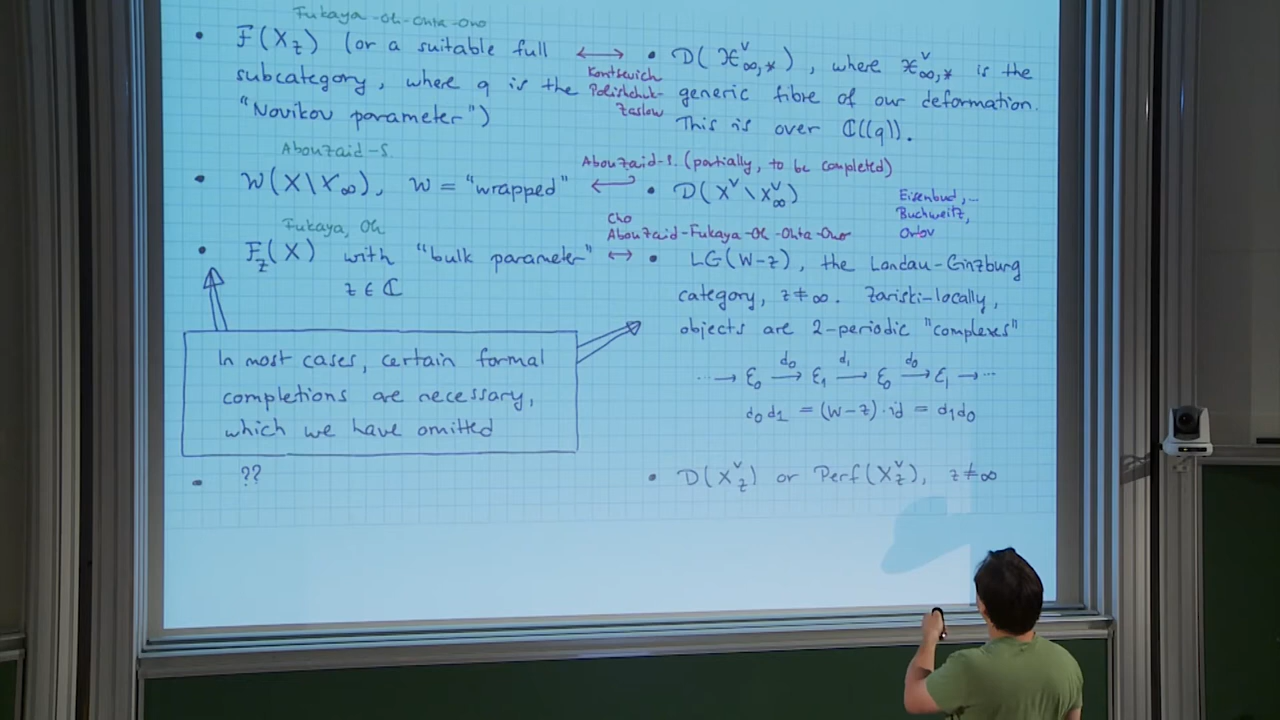 Fukaya-Oh-Ohta-Ono
• F(X_z) (or a suitable full
subcategory, where q is the
"Novikov parameter")
⟷
Kontsevich
Polishchuk-
Zaslow
• D(𝒳^∨_{∞,*}), where 𝒳^∨_{∞,*} is the
generic fibre of our deformation.
This is over ℂ((q)).
Abouzaid-S.
• W(X\X_∞), W = "wrapped"
Abouzaid-S. (partially, to be completed)
• D(X^∨ \ X^∨_∞)
Eisenbud, ...
Buchweitz,
Orlov
Fukaya, Oh
• F_z(X) with "bulk parameter"
z ∈ ℂ
Cho
Abouzaid-Fukaya-Oh-Ohta-Ono
↔ • LG(W-z), the Landau-Ginzburg
category, z≠∞. Zariski-locally,
objects are 2-periodic "complexes"
⋯ → ℰ_0 →^{d_0} ℰ_1 →^{d_1} ℰ_0 →^{d_0} ℰ_1 → ⋯
d_0 d_1 = (W-z)·id = d_1 d_0
In most cases, certain formal
completions are necessary,
which we have omitted
• ??
• D(X^∨_z) or Perf(X^∨_z), z≠∞